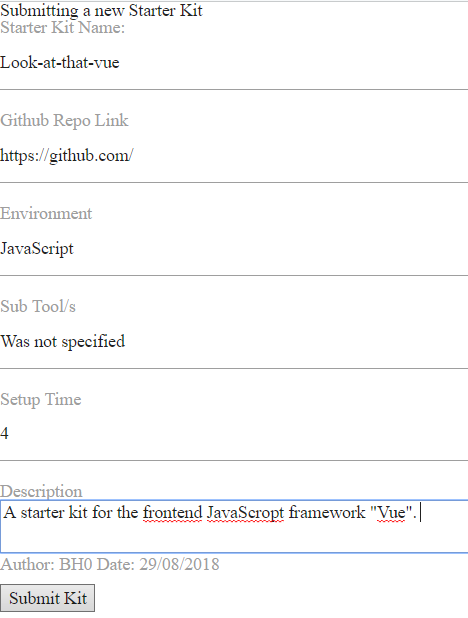 Submitting a new Starter Kit
Starter Kit Name:
Look-at-that-vue
Github Repo Link
https://github.com/
Environment
JavaScript
Sub Tool/s
Was not specified
Setup Time
4
Description
A starter kit for the frontend JavaScropt framework "Vue".
Author: BH0 Date: 29/08/2018
Submit Kit